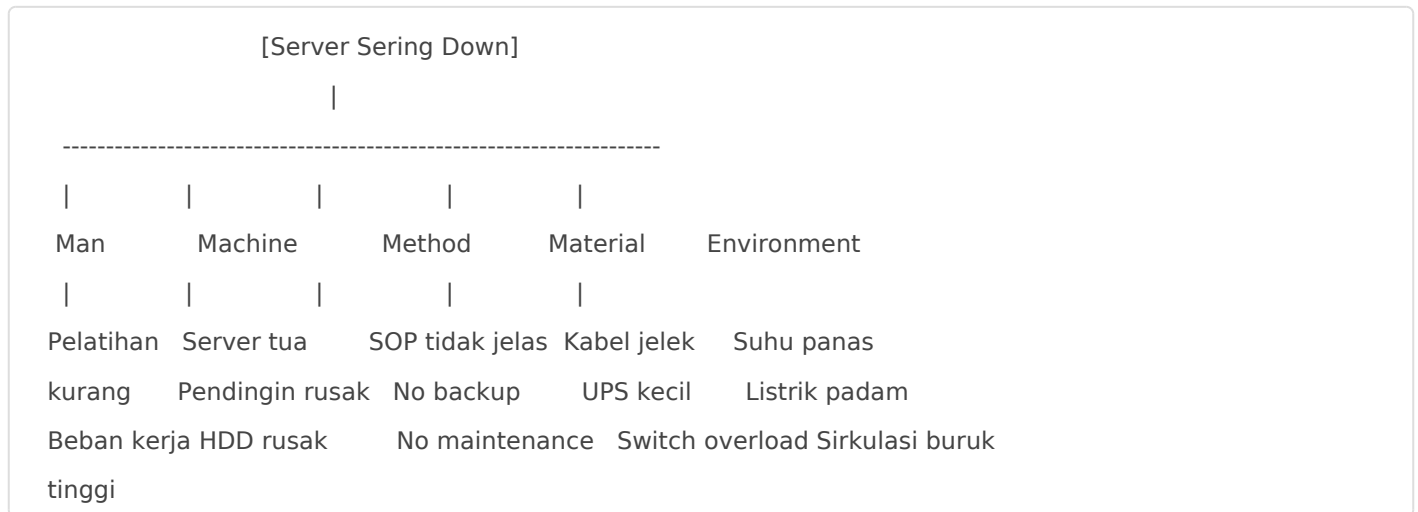 [Server Sering Down]
|
--------------------------------------------------------------------
| | | | |
Man Machine Method Material Environment
| | | | |
Pelatihan Server tua SOP tidak jelas Kabel jelek Suhu panas
kurang Pendingin rusak No backup UPS kecil Listrik padam
Beban kerja HDD rusak No maintenance Switch overload Sirkulasi buruk
tinggi